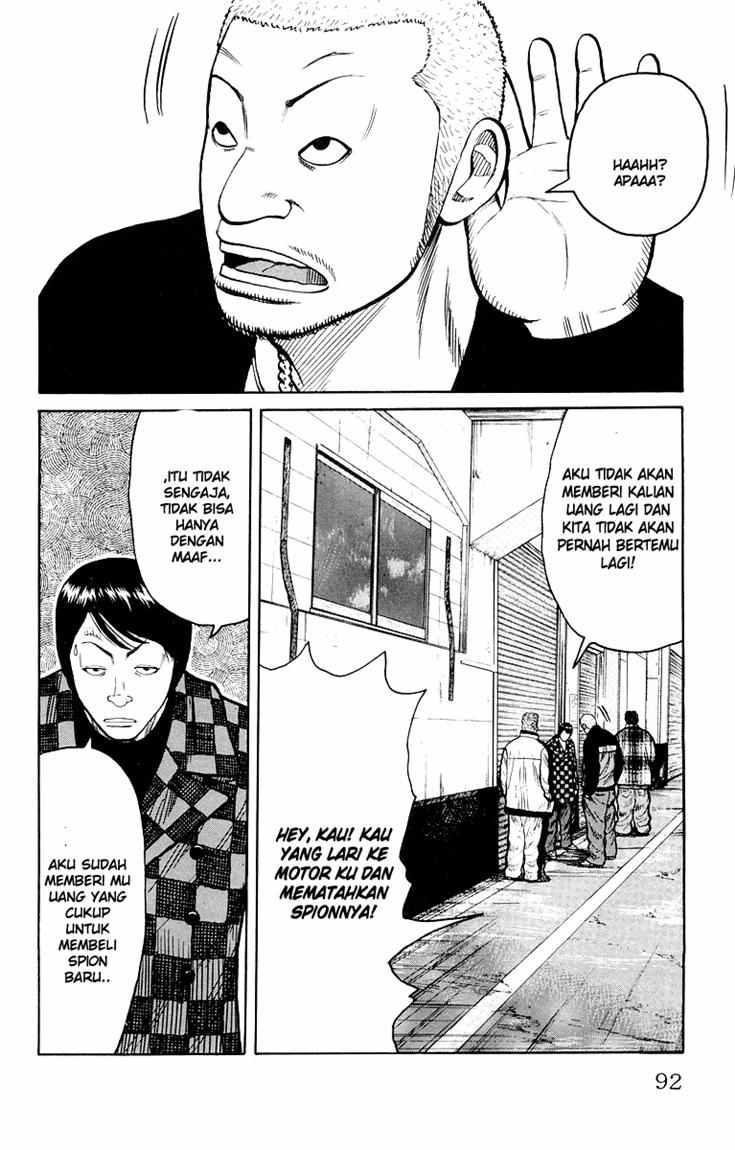 HAAHH?
APAAA?
AKU TIDAK AKAN
MEMBERI KALIAN
UANG LAGI DAN
KITA TIDAK AKAN
PERNAH BERTEMU
LAGI!
HEY, KAU! KAU
YANG LARI KE
MOTOR KU DAN
MEMATAHKAN
SPIONNYA!
,ITU TIDAK
SENGAJA,
TIDAK BISA
HANYA
DENGAN
MAAF...
AKU SUDAH
MEMBERI MU
UANG YANG
CUKUP
UNTUK
MEMBELI
SPION
BARU..
92